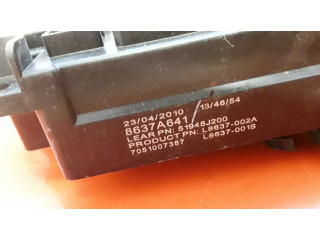 23/04/2010 13/46/54
8637A641
LEAR PN: 51945J200
PRODUCT PN: L8637-002A
7051007387 L8637-001S